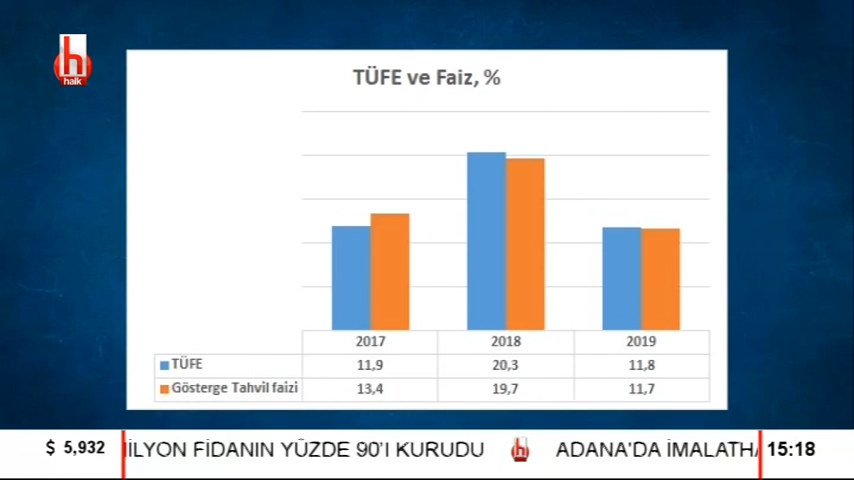 h
halk
TÜFE ve Faiz, %
2017 2018 2019
TÜFE 11,9 20,3 11,8
Gösterge Tahvil faizi 13,4 19,7 11,7
$ 5,932 İLYON FİDANIN YÜZDE 90'I KURUDU h ADANA'DA İMALATHA 15:18